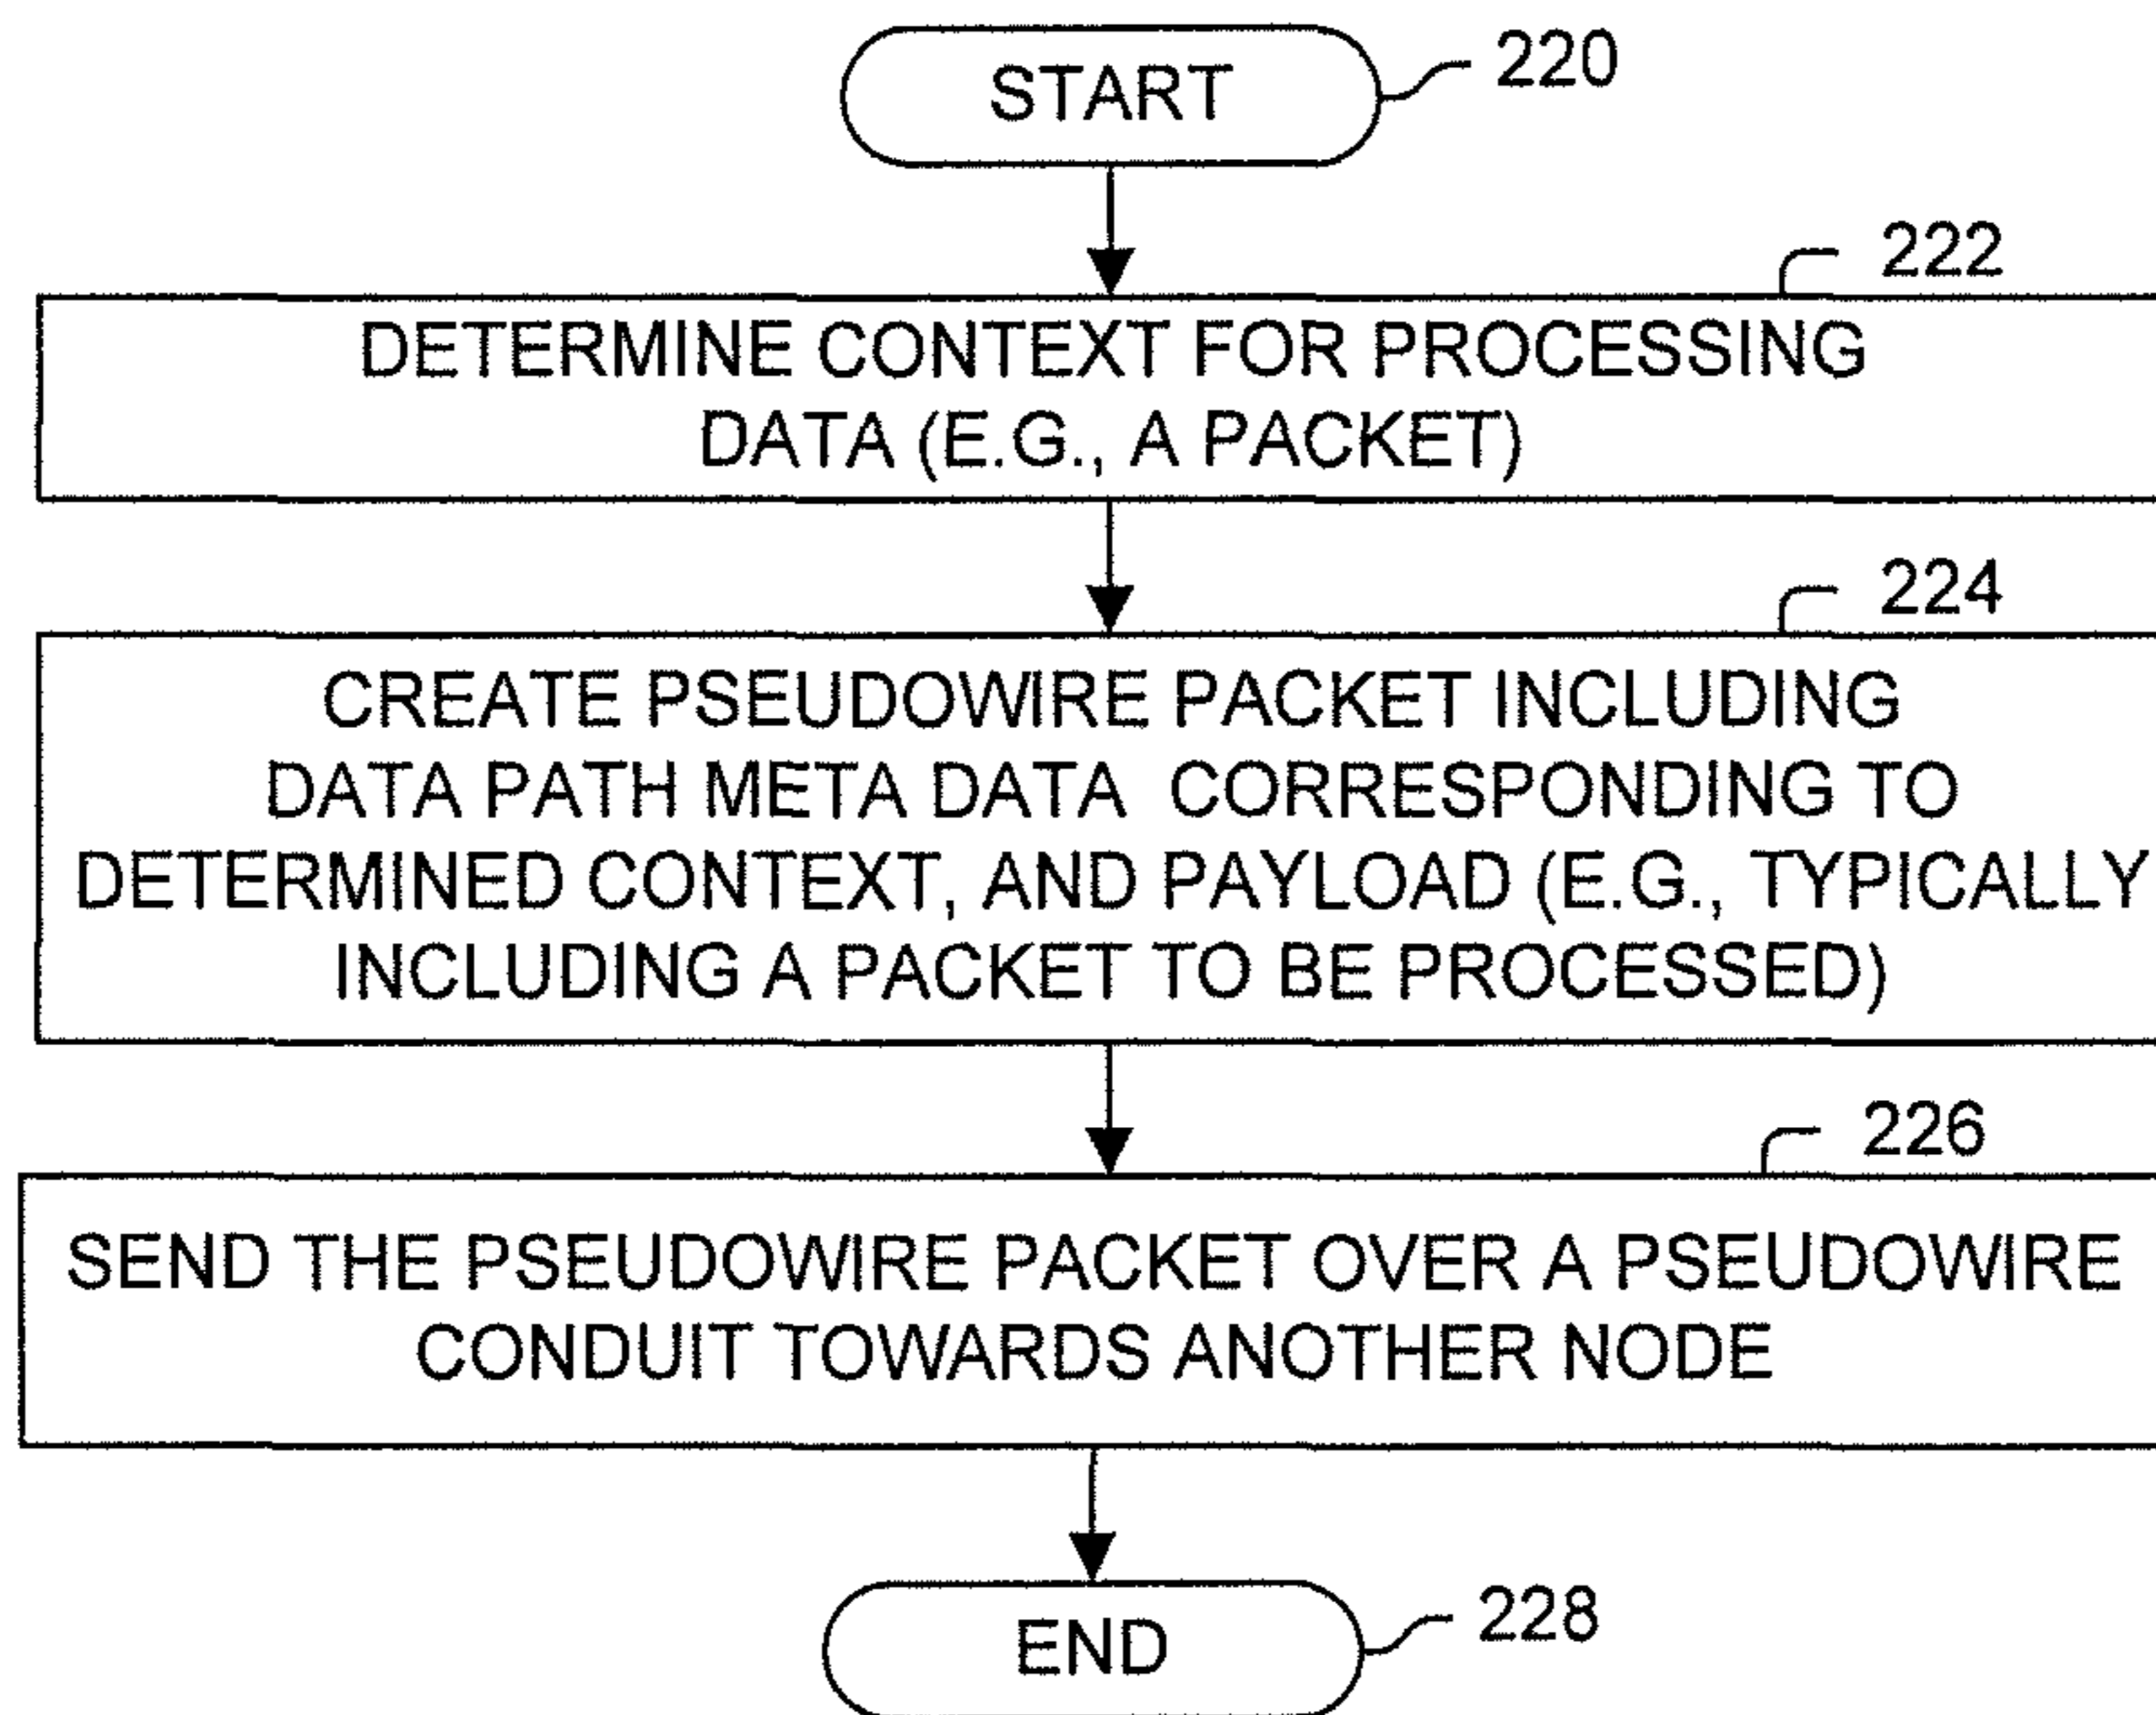 START
220
222
DETERMINE CONTEXT FOR PROCESSING
DATA (E.G., A PACKET)
224
CREATE PSEUDOWIRE PACKET INCLUDING
DATA PATH META DATA CORRESPONDING TO
DETERMINED CONTEXT, AND PAYLOAD (E.G., TYPICALLY
INCLUDING A PACKET TO BE PROCESSED)
226
SEND THE PSEUDOWIRE PACKET OVER A PSEUDOWIRE
CONDUIT TOWARDS ANOTHER NODE
END
228